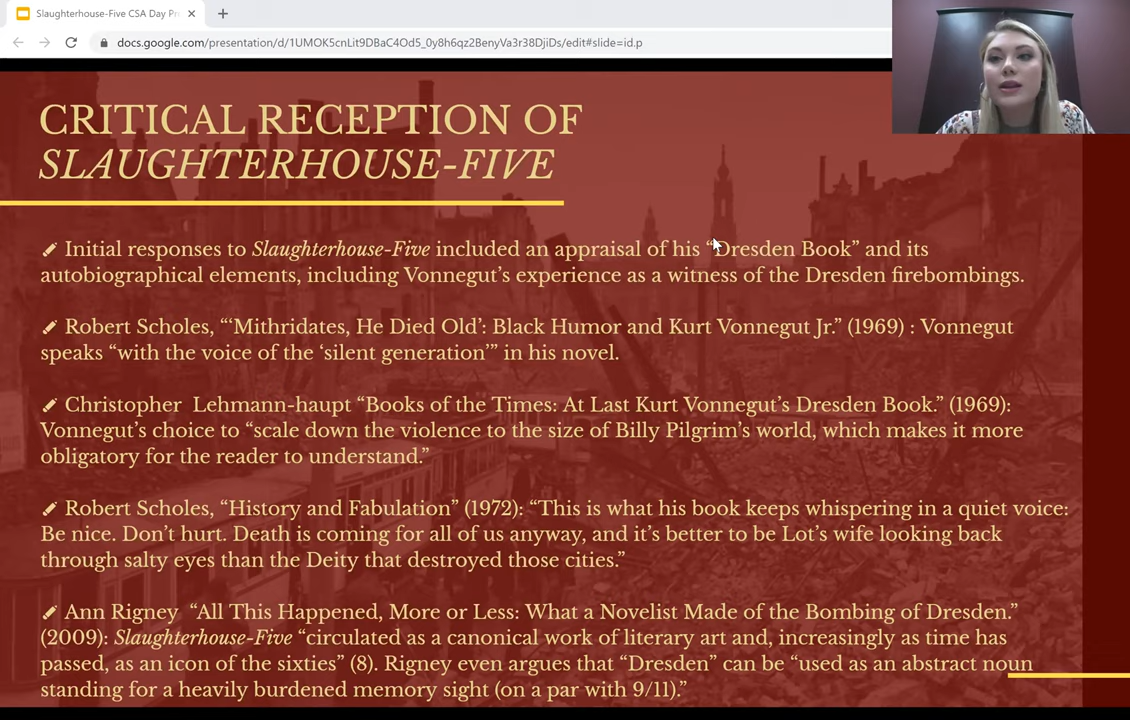 Slaughterhouse-Five CSA Day Pr
docs.google.com/presentation/d/1UMOK5cnLit9DBaC4Od5_0y8h6qz2BenyVa3r38DjiDs/edit#slide=id.p
CRITICAL RECEPTION OF
SLAUGHTERHOUSE-FIVE
Initial responses to Slaughterhouse-Five included an appraisal of his “Dresden Book” and its
autobiographical elements, including Vonnegut’s experience as a witness of the Dresden firebombings.
Robert Scholes, “‘Mithridates, He Died Old’: Black Humor and Kurt Vonnegut Jr.” (1969) : Vonnegut
speaks “with the voice of the ‘silent generation’” in his novel.
Christopher Lehmann-haupt “Books of the Times: At Last Kurt Vonnegut’s Dresden Book.” (1969):
Vonnegut’s choice to “scale down the violence to the size of Billy Pilgrim’s world, which makes it more
obligatory for the reader to understand.”
Robert Scholes, “History and Fabulation” (1972): “This is what his book keeps whispering in a quiet voice:
Be nice. Don’t hurt. Death is coming for all of us anyway, and it’s better to be Lot’s wife looking back
through salty eyes than the Deity that destroyed those cities.”
Ann Rigney “All This Happened, More or Less: What a Novelist Made of the Bombing of Dresden.”
(2009): Slaughterhouse-Five “circulated as a canonical work of literary art and, increasingly as time has
passed, as an icon of the sixties” (8). Rigney even argues that “Dresden” can be “used as an abstract noun
standing for a heavily burdened memory sight (on a par with 9/11).”